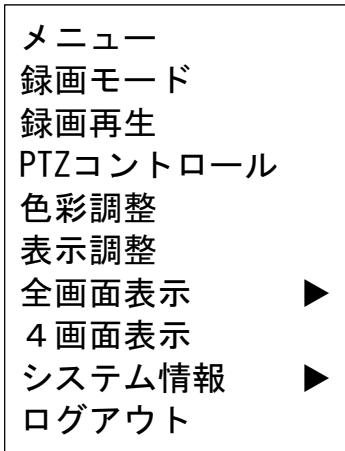 メニュー
録画モード
録画再生
PTZコントロール
色彩調整
表示調整
全画面表示 ▶
４画面表示
システム情報 ▶
ログアウト